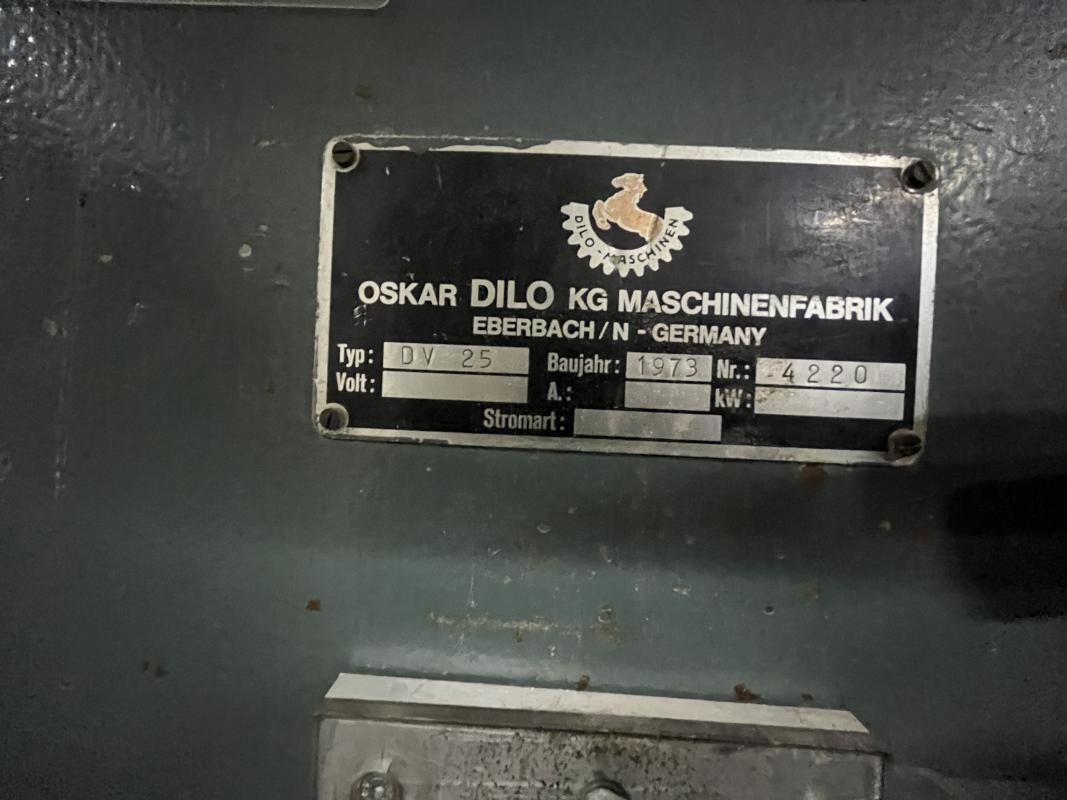 DILO-MASCHINEN
OSKAR DILO KG MASCHINENFABRIK
EBERBACH/N - GERMANY
Typ: DV 25 Baujahr: 1973 Nr.: 4220
Volt: A.: kW:
Stromart: